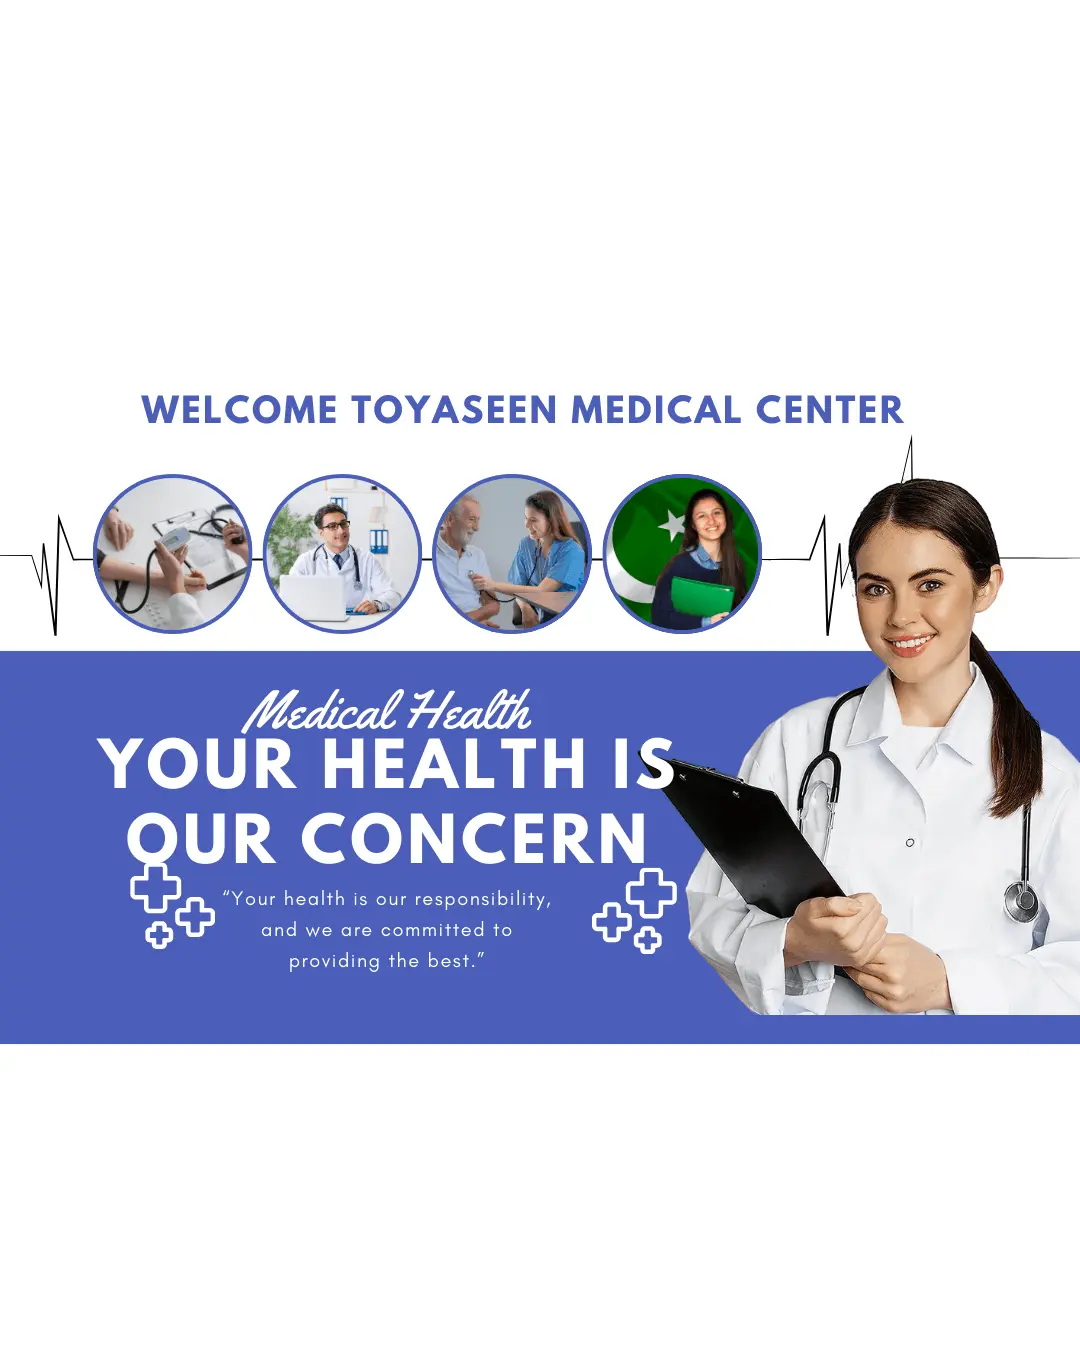 WELCOME TOYASEEN MEDICAL CENTER
Medical Health
YOUR HEALTH IS
OUR CONCERN
“Your health is our responsibility,
and we are committed to
providing the best.”